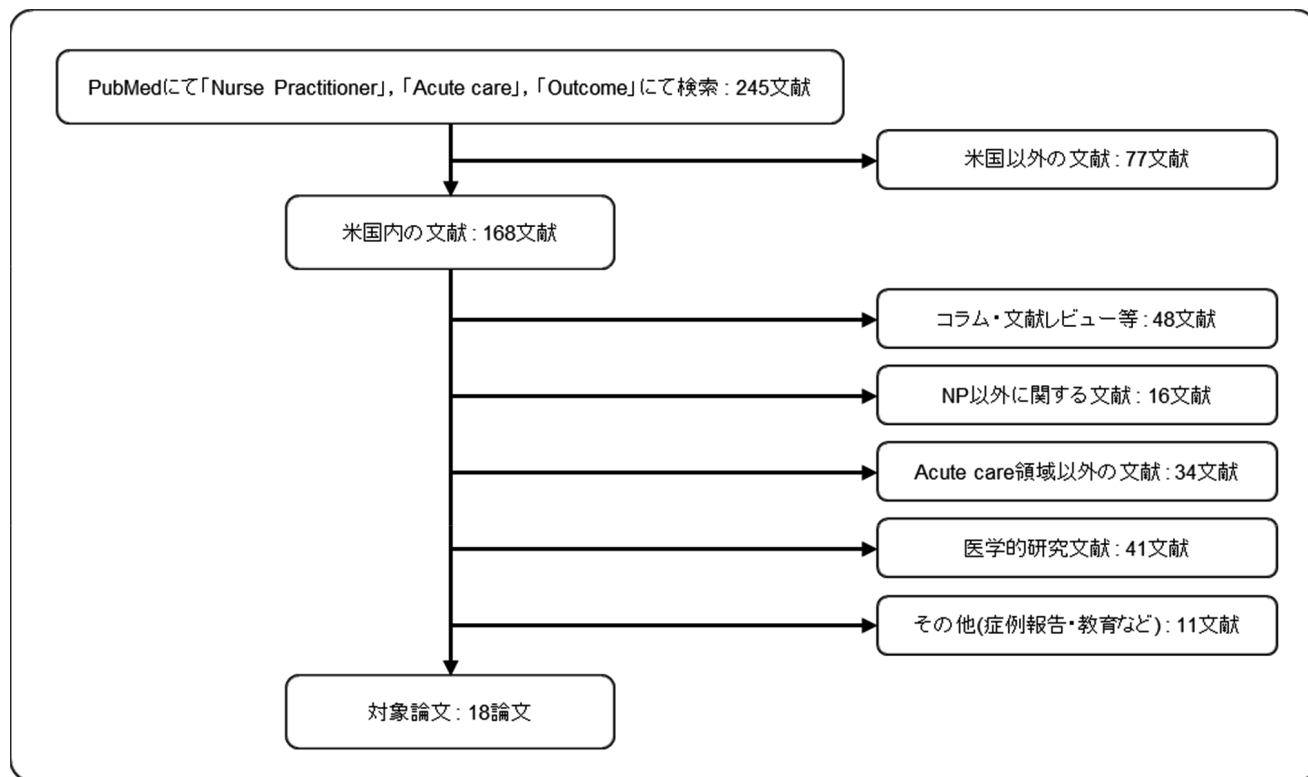 PubMedにて「Nurse Practitioner」, 「Acute care」, 「Outcome」にて検索 : 245文献
米国以外の文献 : 77文献
米国内の文献 : 168文献
コラム・文献レビュー等 : 48文献
NP以外に関する文献 : 16文献
Acute care領域以外の文献 : 34文献
医学的研究文献 : 41文献
その他(症例報告・教育など) : 11文献
対象論文 : 18論文